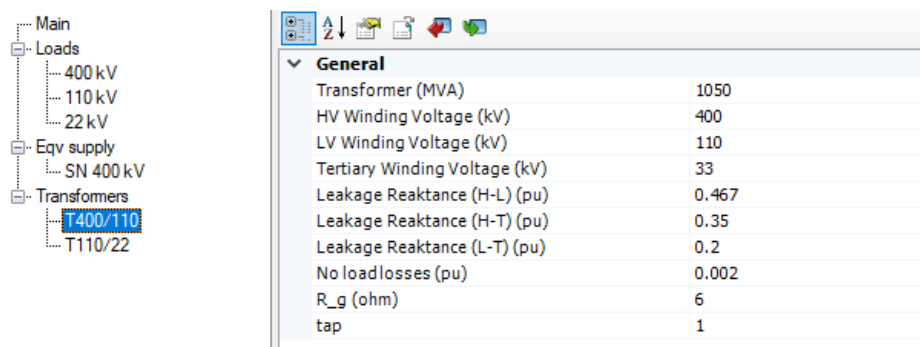 Main
Loads
400 kV
110 kV
22 kV
Eqv supply
SN 400 kV
Transformers
T400/110
T110/22
General
Transformer (MVA) 1050
HV Winding Voltage (kV) 400
LV Winding Voltage (kV) 110
Tertiary Winding Voltage (kV) 33
Leakage Reaktance (H-L) (pu) 0.467
Leakage Reaktance (H-T) (pu) 0.35
Leakage Reaktance (L-T) (pu) 0.2
No load losses (pu) 0.002
R_g (ohm) 6
tap 1